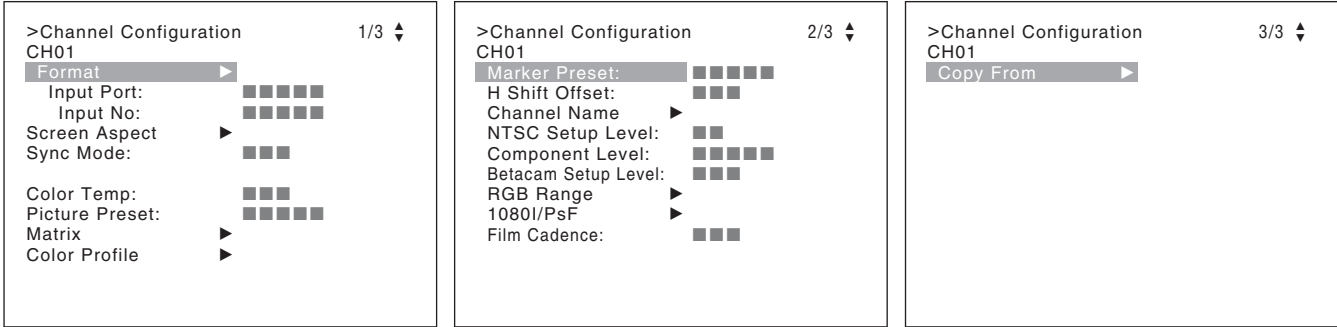 >Channel Configuration 1/3
CH01
Format
Input Port: ■■■■■
Input No: ■■■■■
Screen Aspect
Sync Mode: ■■■
Color Temp: ■■■
Picture Preset: ■■■■■
Matrix
Color Profile
>Channel Configuration 2/3
CH01
Marker Preset: ■■■■■
H Shift Offset: ■■■
Channel Name
NTSC Setup Level: ■■
Component Level: ■■■■■
Betacam Setup Level: ■■■
RGB Range
1080I/PsF
Film Cadence: ■■■
>Channel Configuration 3/3
CH01
Copy From